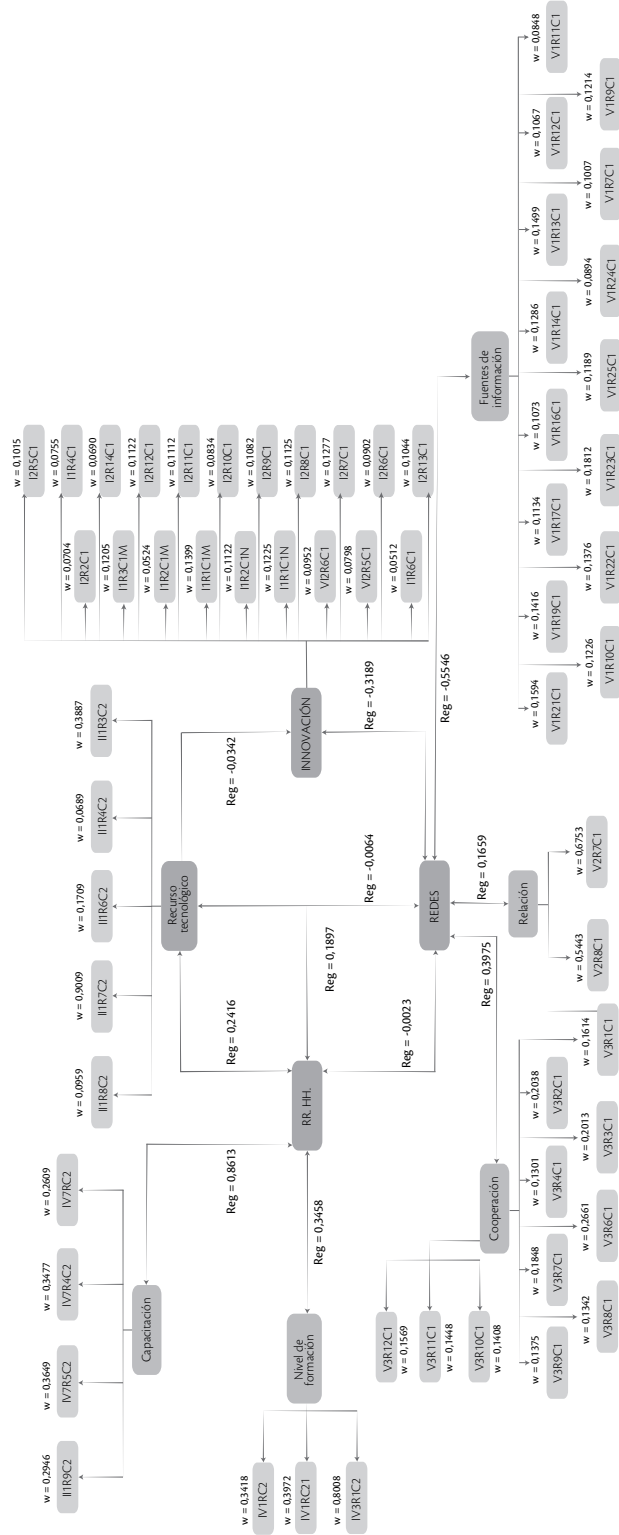 w = 0,2946
II1R9C2
w = 0,3649
IV7R5C2
w = 0,3477
IV7R4C2
w = 0,2609
IV7RC2
Capacitación
w = 0,0959
II1R8C2
w = 0,9009
II1R7C2
w = 0,1709
II1R6C2
w = 0,0689
II1R4C2
w = 0,3887
II1R3C2
Recurso
tecnológico
Reg = 0,8613
Reg = 0,2416
Reg = -0,0342
w = 0,3418
IV1RC2
w = 0,3972
IV1RC21
w = 0,8008
IV3R1C2
Nivel de
formación
Reg = 0,3458
RR. HH.
Reg = 0,1897
Reg = -0,0064
INNOVACIÓN
Reg = -0,0023
Reg = -0,3189
w = 0,1015
I2R5C1
w = 0,0755
I1R4C1
w = 0,0704
I2R2C1
w = 0,0690
I2R14C1
w = 0,1205
I1R3C1M
w = 0,1122
I2R12C1
w = 0,0524
I1R2C1M
w = 0,1112
I2R11C1
w = 0,1399
I1R1C1M
w = 0,0834
I2R10C1
w = 0,1122
I1R2C1N
w = 0,1082
I2R9C1
w = 0,1225
I1R1C1N
w = 0,1125
I2R8C1
w = 0,0952
VI2R6C1
w = 0,1277
I2R7C1
w = 0,0798
VI2R5C1
w = 0,0902
I2R6C1
w = 0,0512
I1R6C1
w = 0,1044
I2R13C1
REDES
Reg = -0,5546
Reg = 0,3975
Reg = 0,1659
V3R12C1
w = 0,1569
V3R11C1
w = 0,1448
V3R10C1
w = 0,1408
Cooperación
Relación
Fuentes de
información
w = 0,1375
V3R9C1
w = 0,1342
V3R8C1
w = 0,1848
V3R7C1
w = 0,2661
V3R6C1
w = 0,1301
V3R4C1
w = 0,2013
V3R3C1
w = 0,2038
V3R2C1
w = 0,1614
V3R1C1
w = 0,5443
V2R8C1
w = 0,6753
V2R7C1
w = 0,1594
V1R21C1
w = 0,1226
V1R10C1
w = 0,1416
V1R19C1
w = 0,1376
V1R22C1
w = 0,1134
V1R17C1
w = 0,1812
V1R23C1
w = 0,1073
V1R16C1
w = 0,1189
V1R25C1
w = 0,1286
V1R14C1
w = 0,0894
V1R24C1
w = 0,1499
V1R13C1
w = 0,1007
V1R7C1
w = 0,1067
V1R12C1
w = 0,1214
V1R9C1
w = 0,0848
V1R11C1